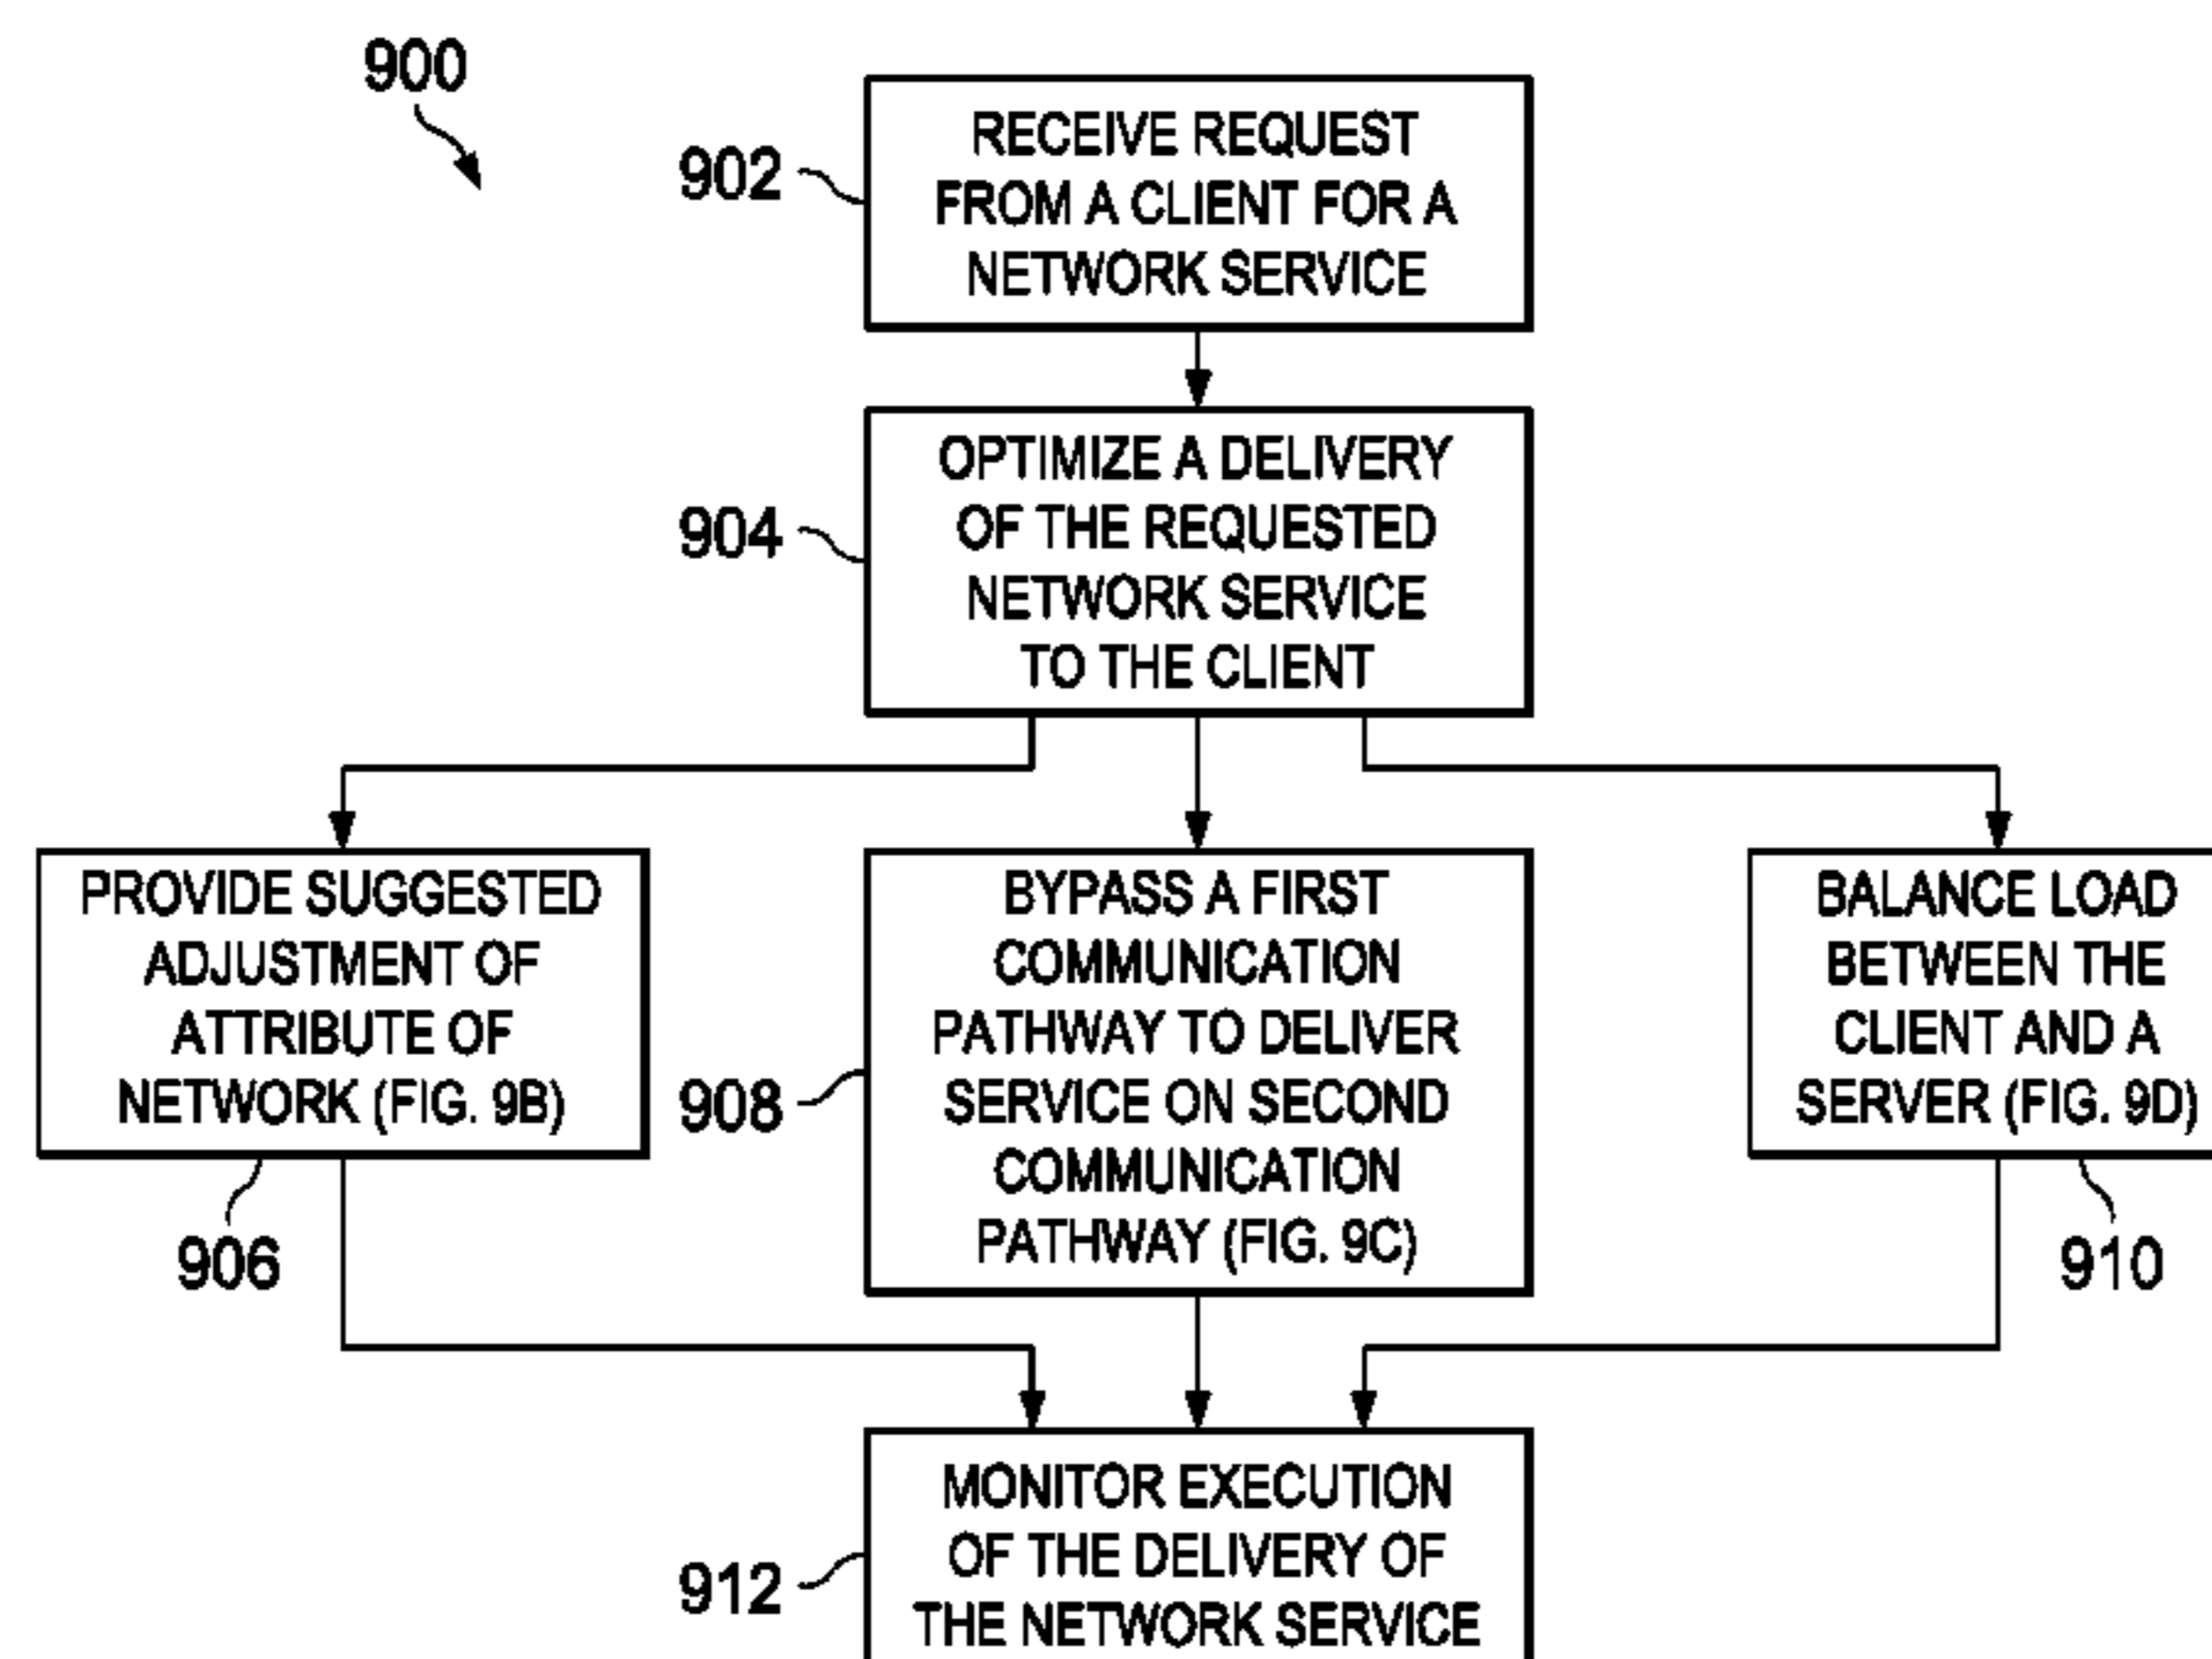 900
902
RECEIVE REQUEST
FROM A CLIENT FOR A
NETWORK SERVICE
904
OPTIMIZE A DELIVERY
OF THE REQUESTED
NETWORK SERVICE
TO THE CLIENT
PROVIDE SUGGESTED
ADJUSTMENT OF
ATTRIBUTE OF
NETWORK (FIG. 9B)
906
908
BYPASS A FIRST
COMMUNICATION
PATHWAY TO DELIVER
SERVICE ON SECOND
COMMUNICATION
PATHWAY (FIG. 9C)
BALANCE LOAD
BETWEEN THE
CLIENT AND A
SERVER (FIG. 9D)
910
912
MONITOR EXECUTION
OF THE DELIVERY OF
THE NETWORK SERVICE